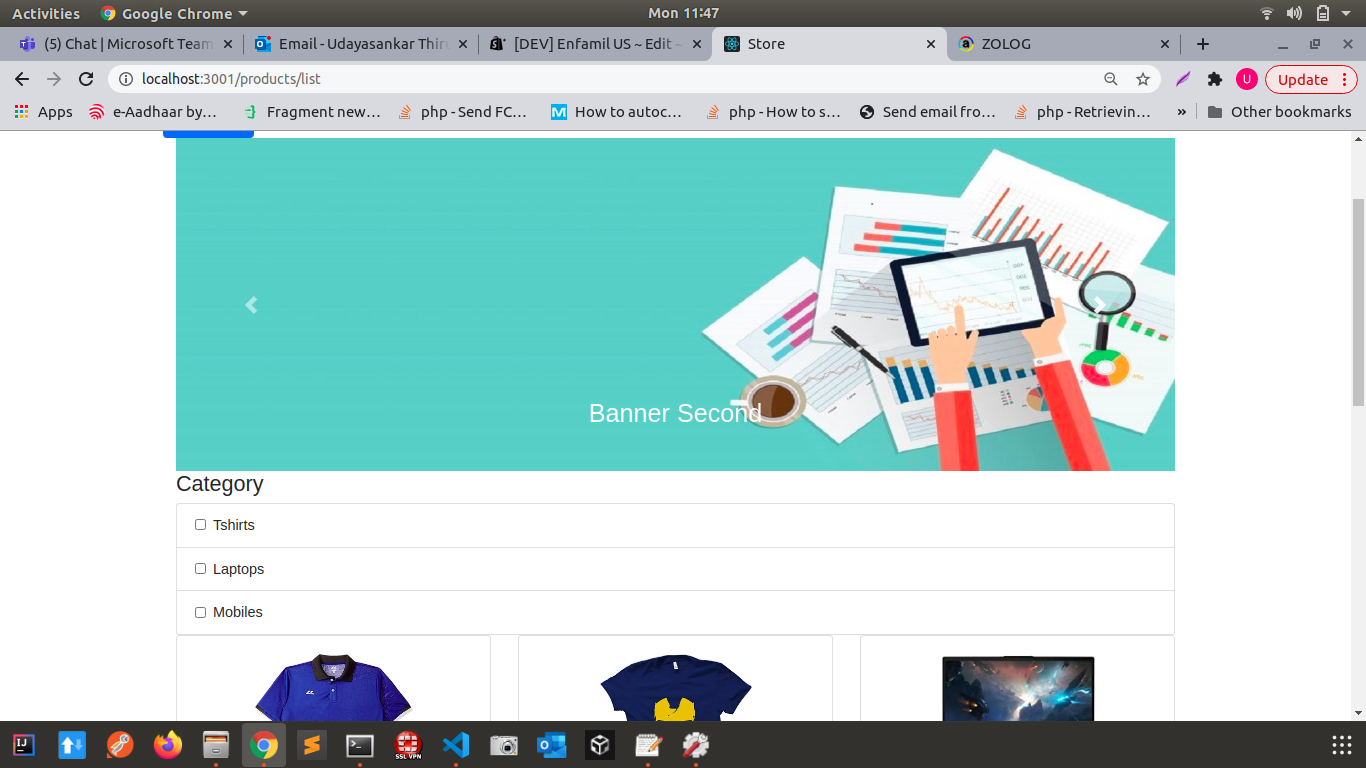 Activities Google Chrome Mon 11:47
(5) Chat | Microsoft Team Email - Udayasankar Thir [DEV] Enfamil US ~ Edit ~ Store ZOLOG
localhost:3001/products/list U Update
Apps e-Aadhaar by… Fragment new… php - Send FC… How to autoc… php - How to s… Send email fro… php - Retrievin… » Other bookmarks
Banner Second
Category
Tshirts
Laptops
Mobiles
IJ SSL VPN